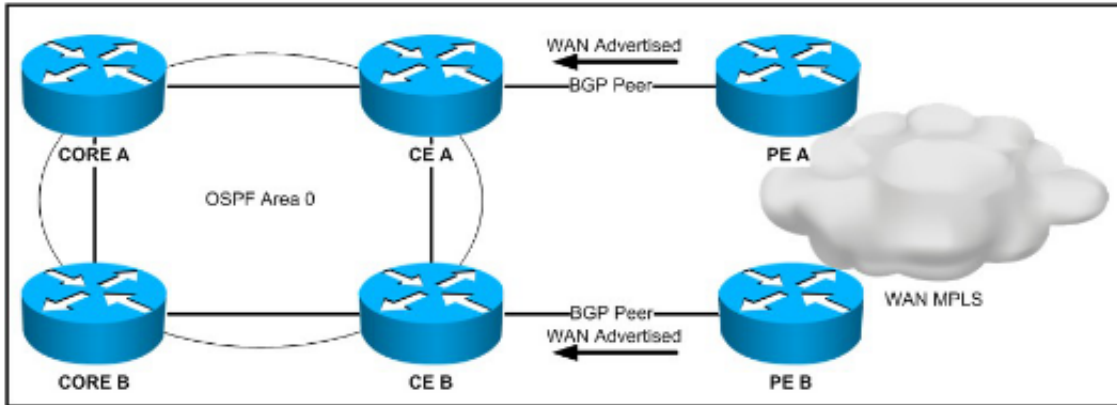 WAN Advertised
BGP Peer
CORE A
CE A
PE A
OSPF Area 0
WAN MPLS
BGP Peer
WAN Advertised
CORE B
CE B
PE B